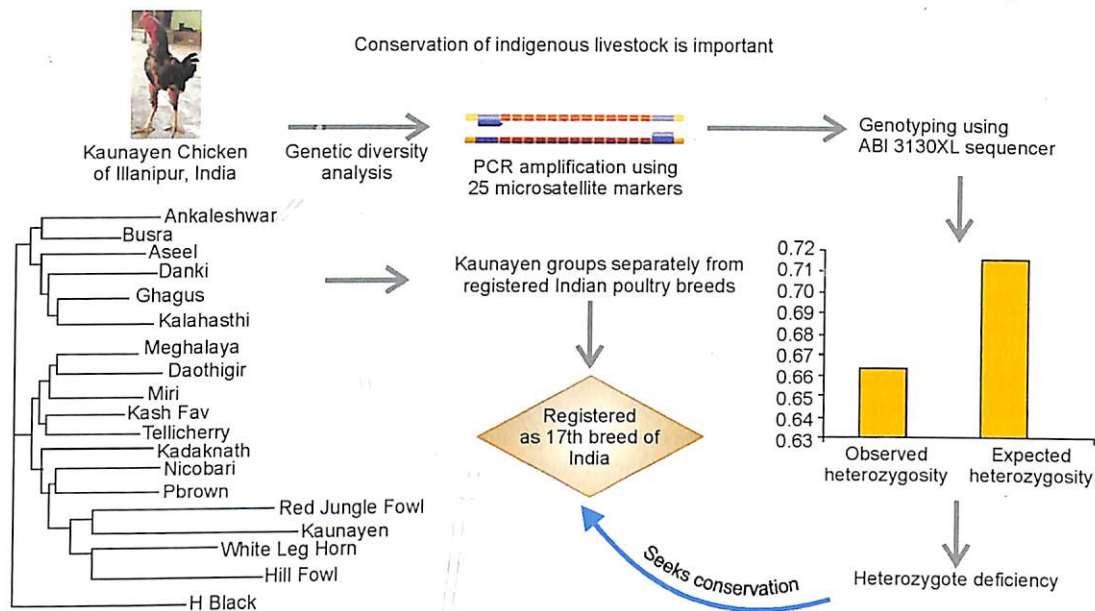 Conservation of indigenous livestock is important
Kaunayen Chicken
of Illanipur, India
Genetic diversity
analysis
PCR amplification using
25 microsatellite markers
Genotyping using
ABI 3130XL sequencer
Ankaleshwar
Busra
Aseel
Danki
Ghagus
Kalahasthi
Meghalaya
Daothigir
Miri
Kash Fav
Tellicherry
Kadaknath
Nicobari
Pbrown
Red Jungle Fowl
Kaunayen
White Leg Horn
Hill Fowl
H Black
Kaunayen groups separately from
registered Indian poultry breeds
Registered
as 17th breed of
India
0.72
0.71
0.70
0.69
0.68
0.67
0.66
0.65
0.64
0.63
Observed
heterozygosity
Expected
heterozygosity
Heterozygote deficiency
Seeks conservation